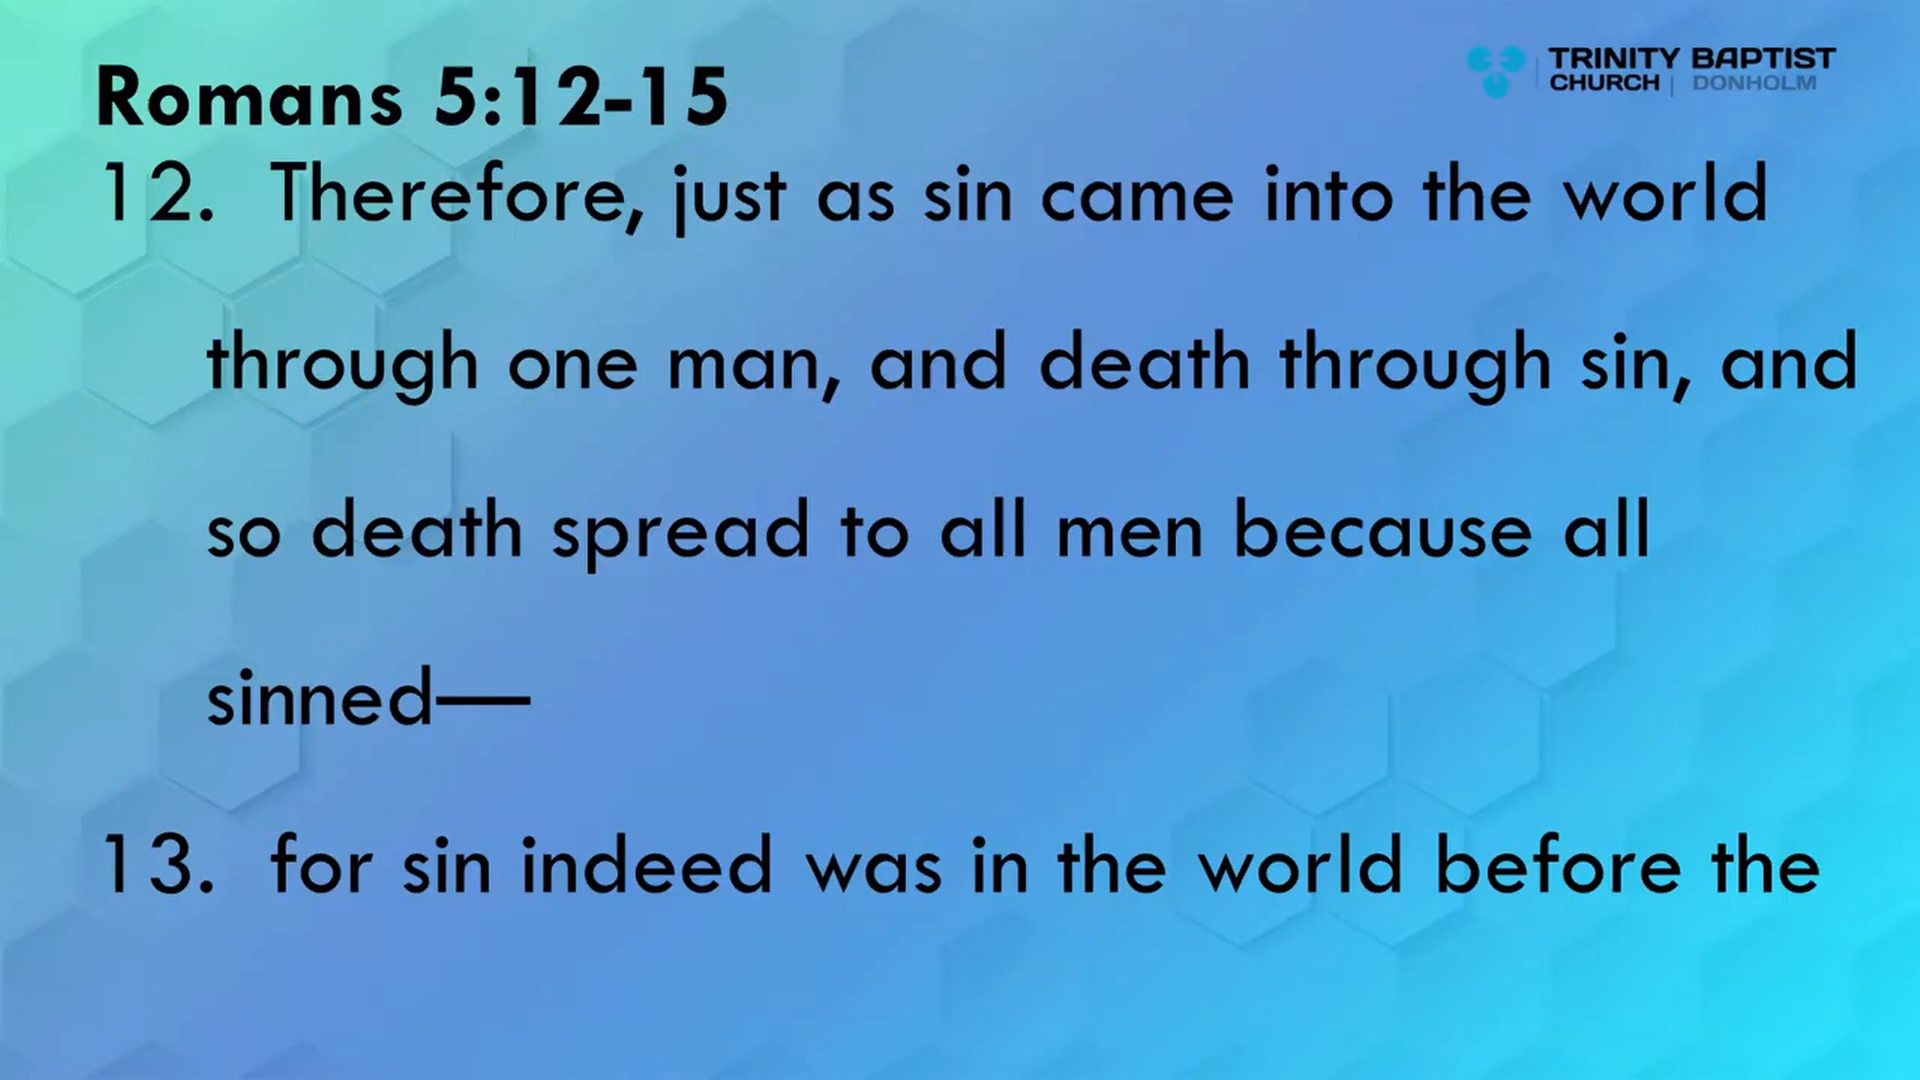 Romans 5:12-15
TRINITY BAPTIST
CHURCH | DONHOLM
12. Therefore, just as sin came into the world
through one man, and death through sin, and
so death spread to all men because all
sinned—
13. for sin indeed was in the world before the